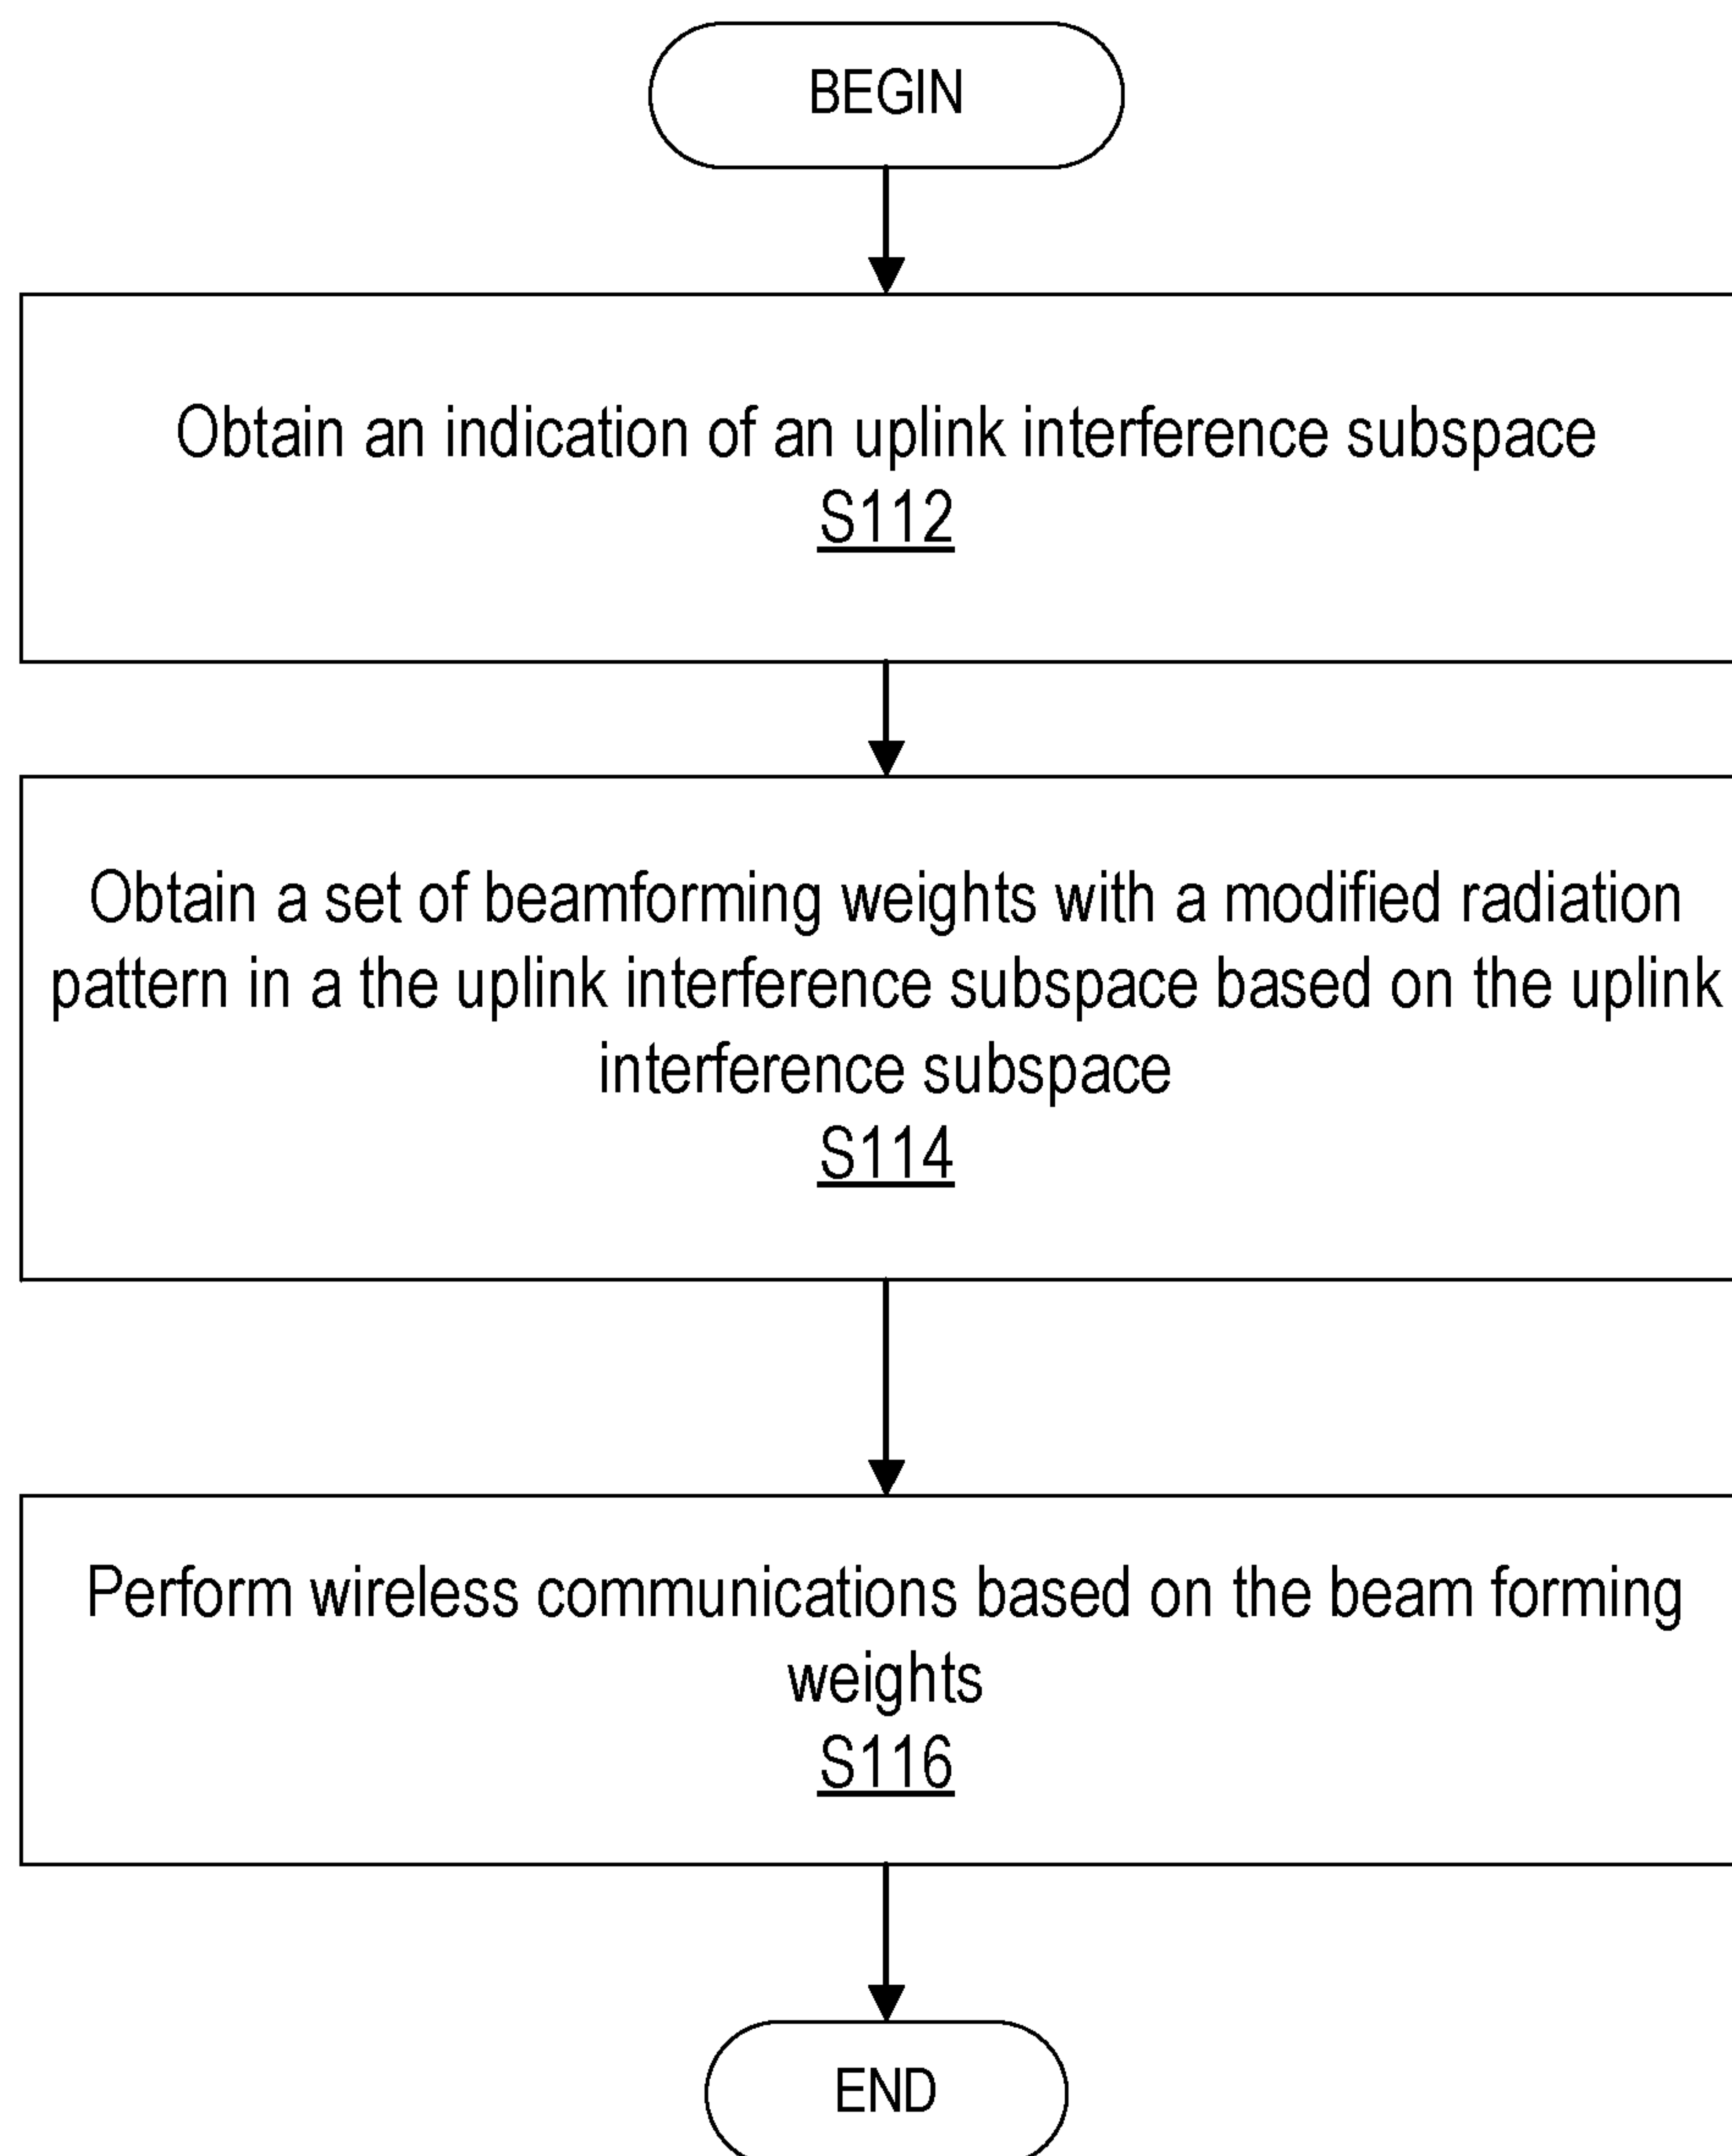 BEGIN
Obtain an indication of an uplink interference subspace
S112
Obtain a set of beamforming weights with a modified radiation
pattern in a the uplink interference subspace based on the uplink
interference subspace
S114
Perform wireless communications based on the beam forming
weights
S116
END